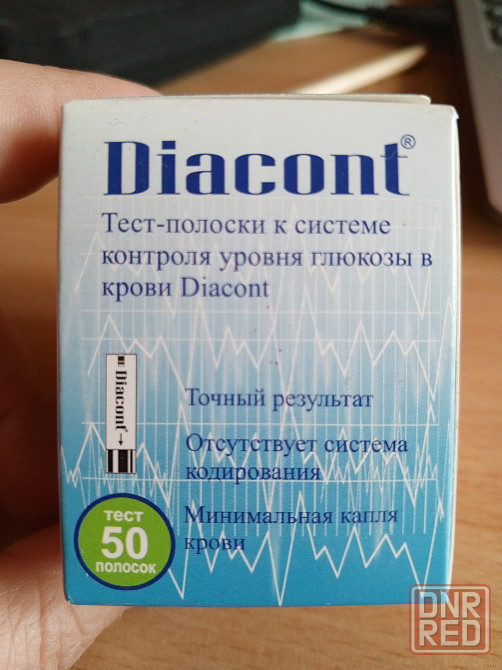 Diacont®
Тест-полоски к системе
контроля уровня глюкозы в
крови Diacont
Diacont
Точный результат
Отсутствует система
кодирования
Минимальная капля
крови
тест
50
полосок
DNR
RED